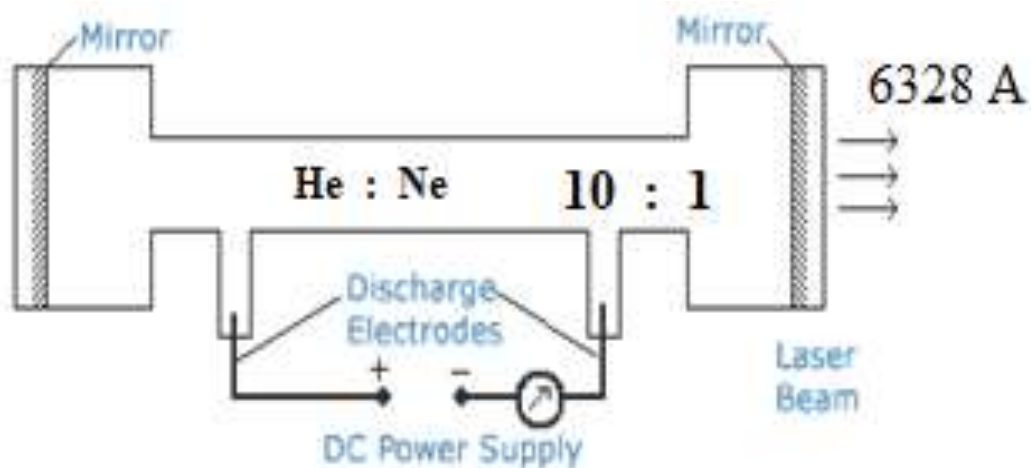 Mirror
Mirror
6328 A
He : Ne
10 : 1
Discharge
Electrodes
+
-
DC Power Supply
Laser
Beam